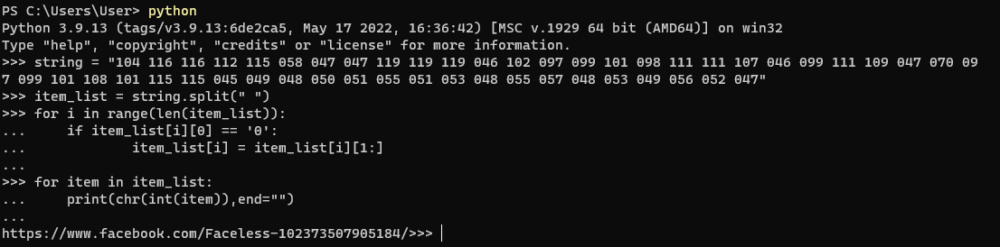 PS C:\Users\User> python
Python 3.9.13 (tags/v3.9.13:6de2ca5, May 17 2022, 16:36:42) [MSC v.1929 64 bit (AMD64)] on win32
Type "help", "copyright", "credits" or "license" for more information.
>>> string = "104 116 116 112 115 058 047 047 119 119 119 046 102 097 099 101 098 111 111 107 046 099 111 109 047 070 09
7 099 101 108 101 115 115 045 049 048 050 051 055 051 053 048 055 057 048 053 049 056 052 047"
>>> item_list = string.split(" ")
>>> for i in range(len(item_list)):
...     if item_list[i][0] == '0':
...             item_list[i] = item_list[i][1:]
...
>>> for item in item_list:
...     print(chr(int(item)),end="")
...
https://www.facebook.com/Faceless-102373507905184/>>>